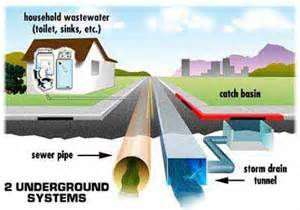 household wastewater
(toilet, sinks, etc.)
catch basin
sewer pipe
storm drain
tunnel
2 UNDERGROUND
SYSTEMS